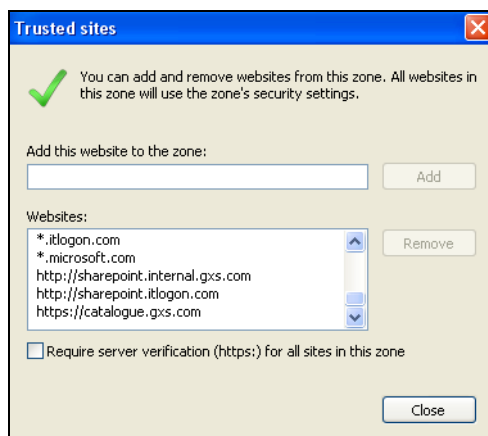 Trusted sites
You can add and remove websites from this zone. All websites in
this zone will use the zone's security settings.
Add this website to the zone:
Add
Websites:
*.itlogon.com
*.microsoft.com
http://sharepoint.internal.gxs.com
http://sharepoint.itlogon.com
https://catalogue.gxs.com
Remove
Require server verification (https:) for all sites in this zone
Close